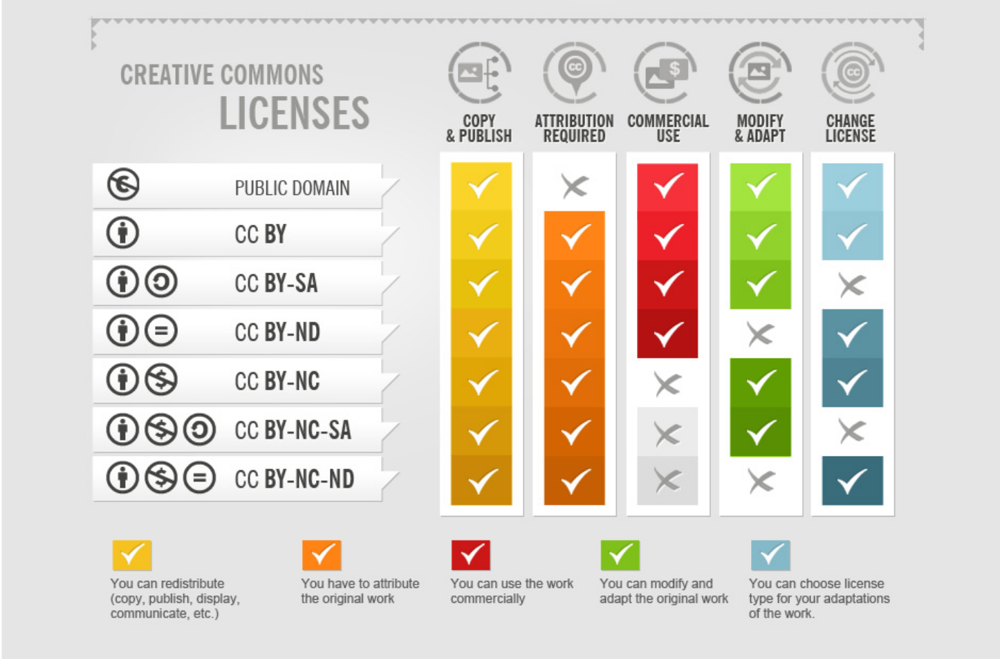 CREATIVE COMMONS
LICENSES
COPY
& PUBLISH
ATTRIBUTION
REQUIRED
COMMERCIAL
USE
MODIFY
& ADAPT
CHANGE
LICENSE
PUBLIC DOMAIN
CC BY
CC BY-SA
CC BY-ND
CC BY-NC
CC BY-NC-SA
CC BY-NC-ND
You can redistribute
(copy, publish, display,
communicate, etc.)
You have to attribute
the original work
You can use the work
commercially
You can modify and
adapt the original work
You can choose license
type for your adaptations
of the work.